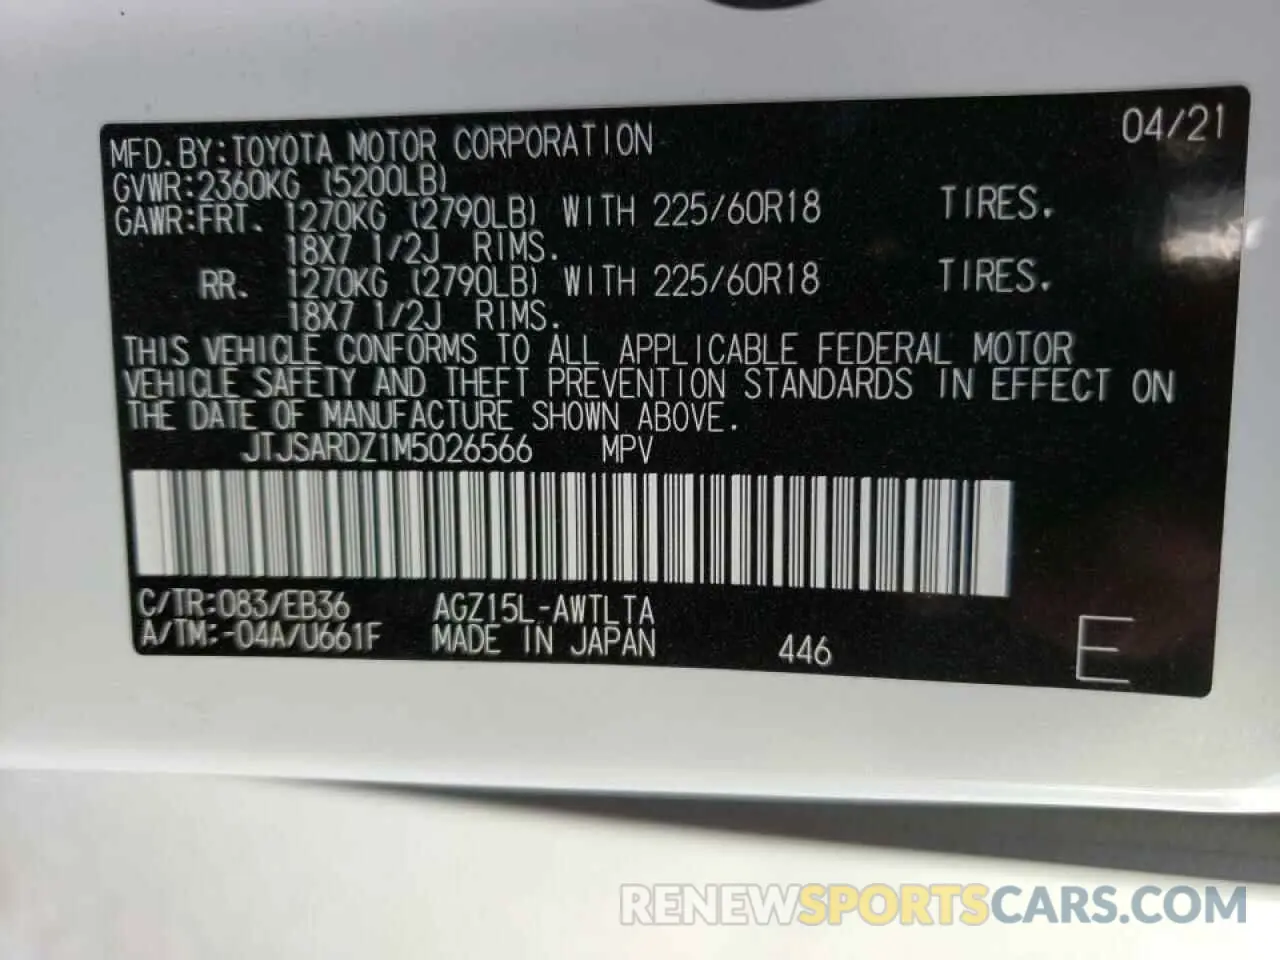 04/21
MFD. BY:TOYOTA MOTOR CORPORATION
GVWR:2360KG (5200LB)
GAWR:FRT. 1270KG (2790LB) WITH 225/60R18 TIRES.
18X7 1/2J RIMS.
RR. 1270KG (2790LB) WITH 225/60R18 TIRES.
18X7 1/2J RIMS.
THIS VEHICLE CONFORMS TO ALL APPLICABLE FEDERAL MOTOR
VEHICLE SAFETY AND THEFT PREVENTION STANDARDS IN EFFECT ON
THE DATE OF MANUFACTURE SHOWN ABOVE.
JTJSARDZ1M5026566 MPV
C/TR:083/EB36 AGZ15L-AWTLTA
A/TM:-04A/U661F MADE IN JAPAN 446 E
RENEWSPORTSCARS.COM